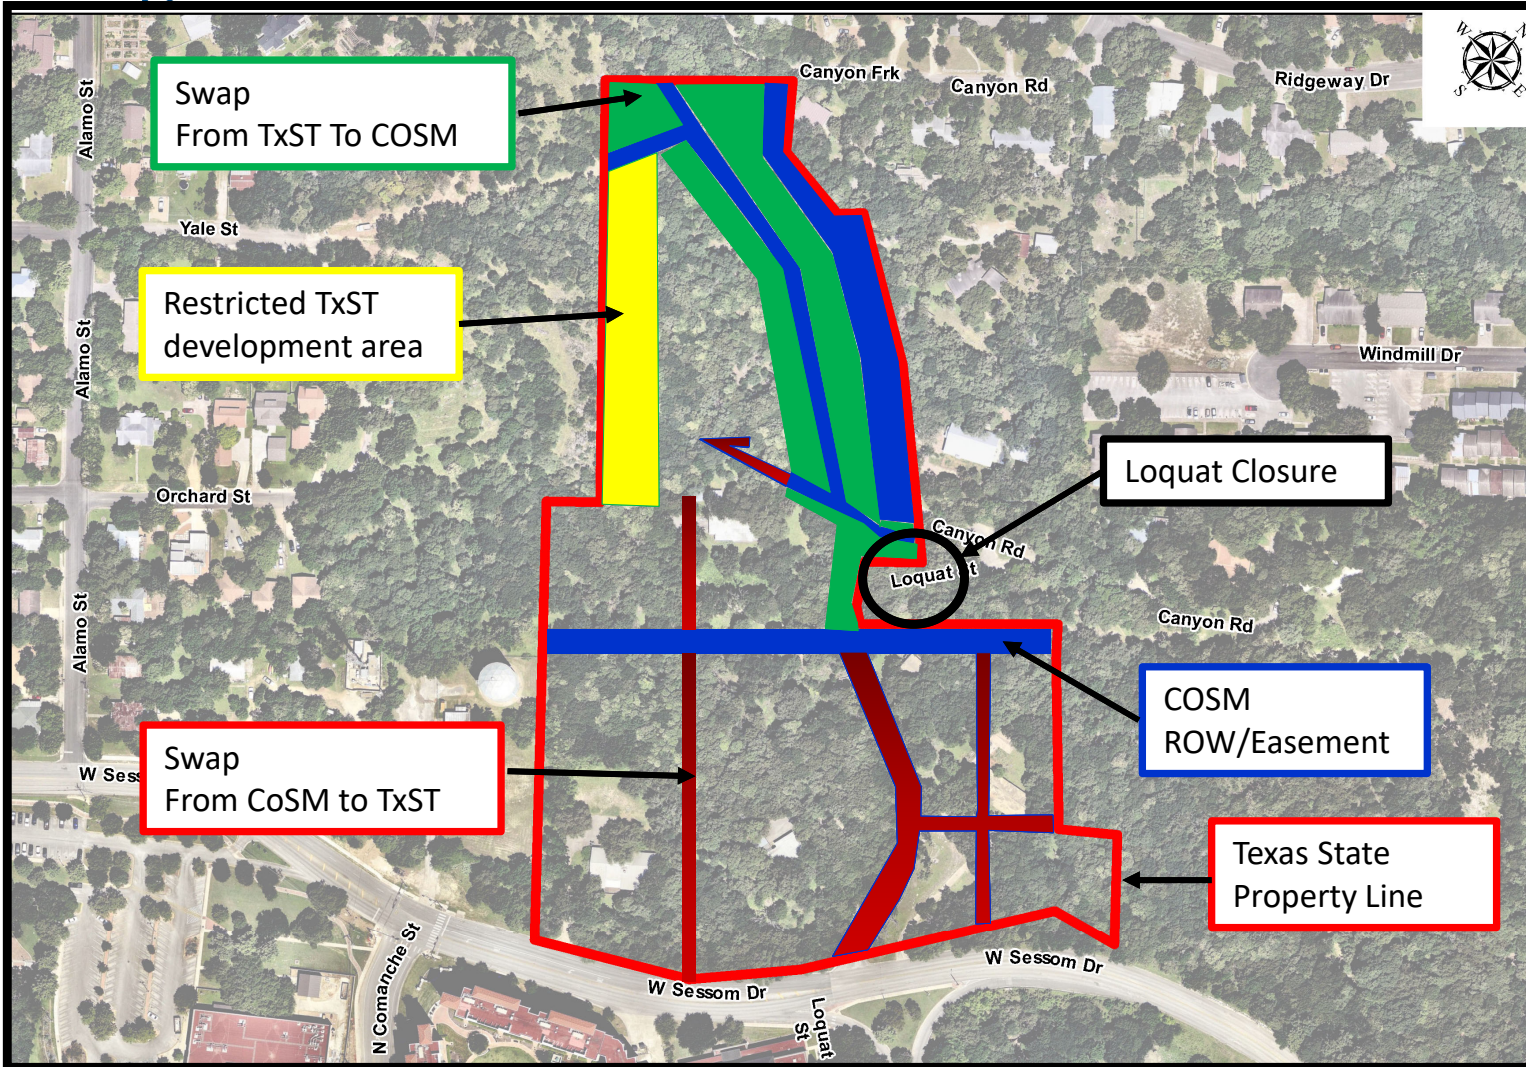 W
N
S
E
Canyon Frk
Canyon Rd
Ridgeway Dr
Alamo St
Swap
From TxST To COSM
Yale St
Restricted TxST
development area
Alamo St
Windmill Dr
Orchard St
Loquat Closure
Canyon Rd
Loquat St
Alamo St
Canyon Rd
COSM
ROW/Easement
Swap
From CoSM to TxST
W Sess
Texas State
Property Line
N Comanche St
W Sessom Dr
W Sessom Dr
Loquat
St